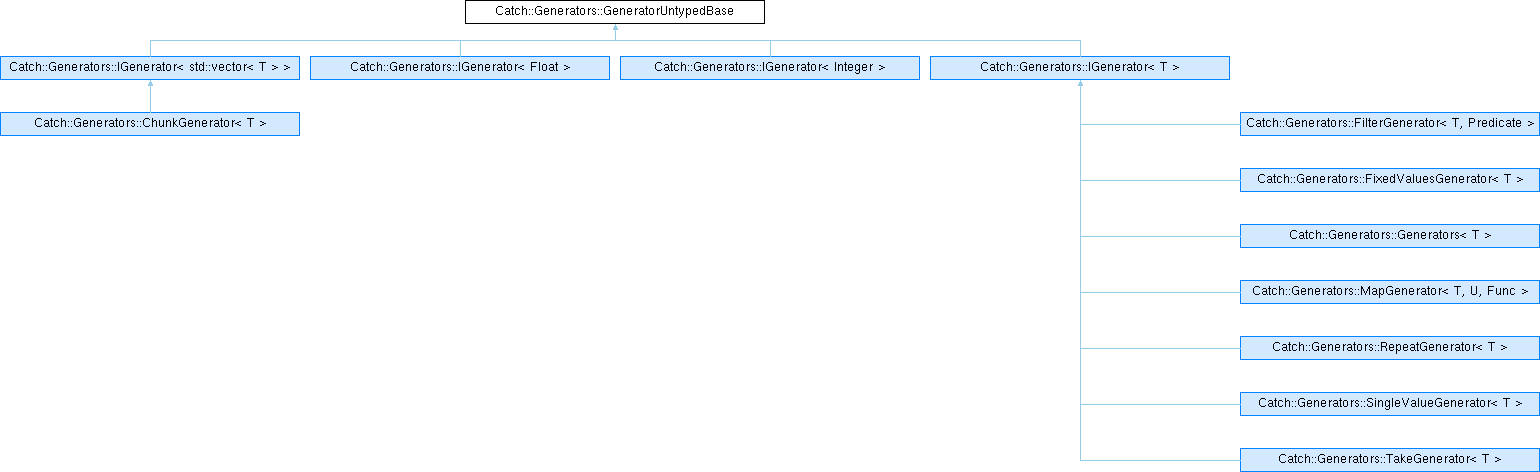 Catch::Generators::GeneratorUntypedBase
Catch::Generators::IGenerator< std::vector< T > >
Catch::Generators::IGenerator< Float >
Catch::Generators::IGenerator< Integer >
Catch::Generators::IGenerator< T >
Catch::Generators::ChunkGenerator< T >
Catch::Generators::FilterGenerator< T, Predicate >
Catch::Generators::FixedValuesGenerator< T >
Catch::Generators::Generators< T >
Catch::Generators::MapGenerator< T, U, Func >
Catch::Generators::RepeatGenerator< T >
Catch::Generators::SingleValueGenerator< T >
Catch::Generators::TakeGenerator< T >